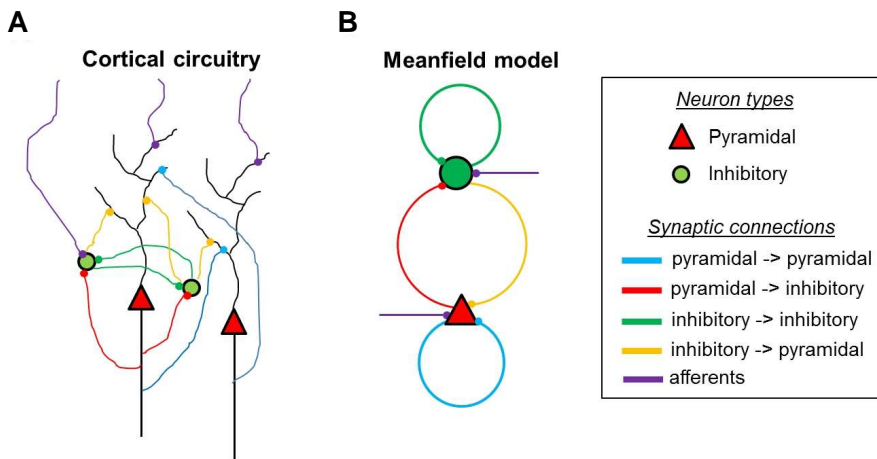 A
B
Cortical circuitry
Meanfield model
Neuron types
Pyramidal
Inhibitory
Synaptic connections
pyramidal -> pyramidal
pyramidal -> inhibitory
inhibitory -> inhibitory
inhibitory -> pyramidal
afferents